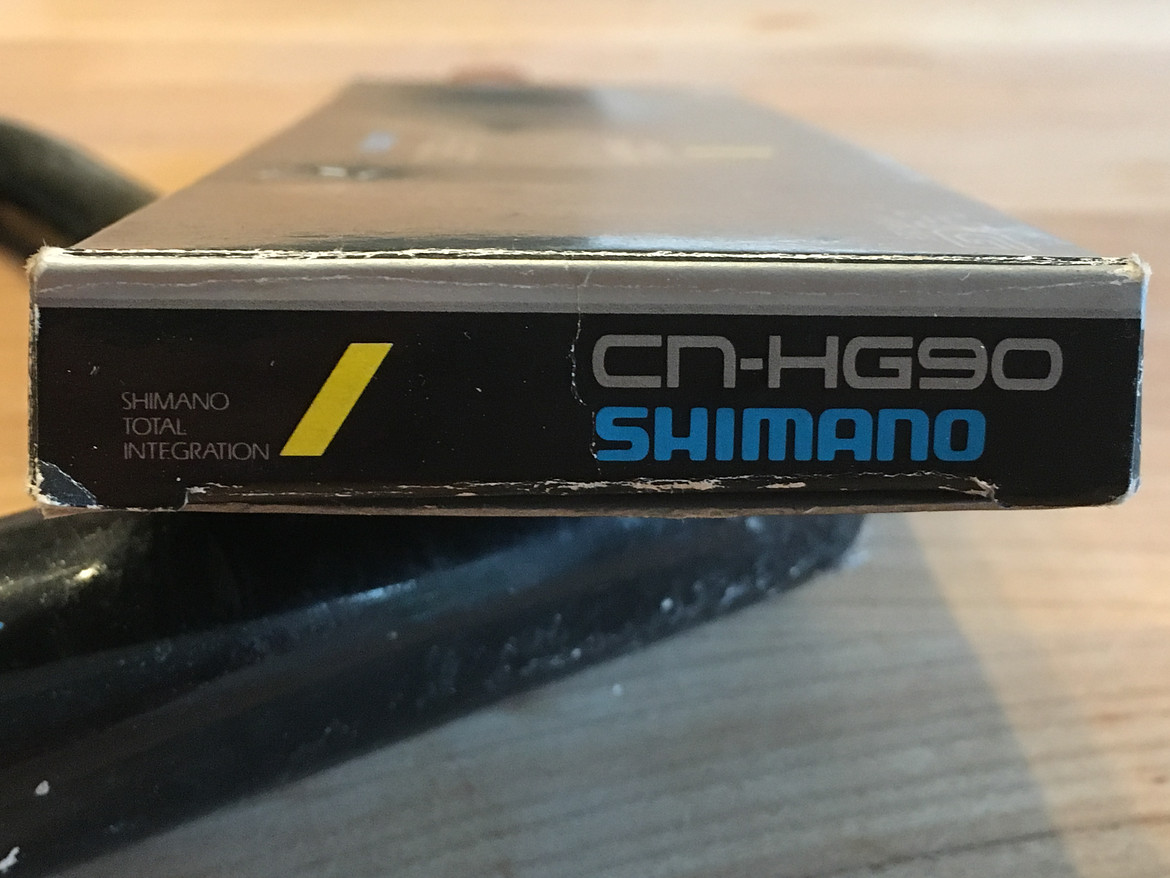 SHIMANO
TOTAL
INTEGRATION
CN-HG90
SHIMANO